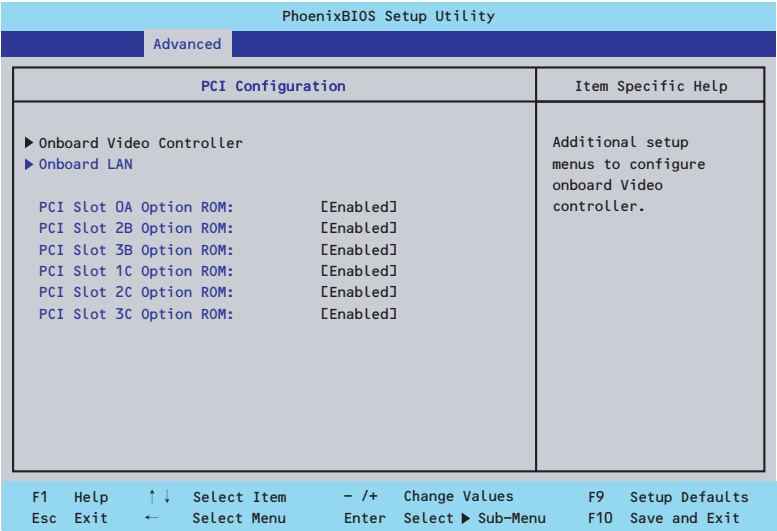 PhoenixBIOS Setup Utility
Advanced
PCI Configuration
Item Specific Help
▶ Onboard Video Controller
▶ Onboard LAN
PCI Slot 0A Option ROM: [Enabled]
PCI Slot 2B Option ROM: [Enabled]
PCI Slot 3B Option ROM: [Enabled]
PCI Slot 1C Option ROM: [Enabled]
PCI Slot 2C Option ROM: [Enabled]
PCI Slot 3C Option ROM: [Enabled]
Additional setup
menus to configure
onboard Video
controller.
F1 Help ↑↓ Select Item - /+ Change Values F9 Setup Defaults
Esc Exit ← Select Menu Enter Select ▶ Sub-Menu F10 Save and Exit